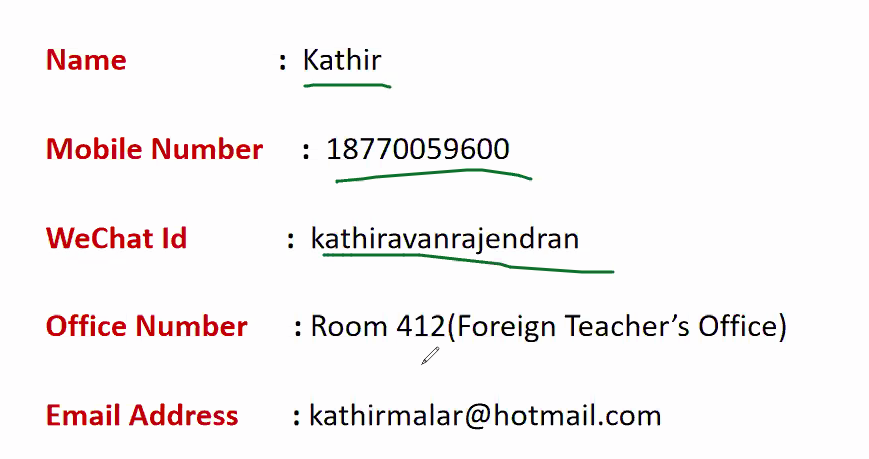 Name : Kathir
Mobile Number : 18770059600
WeChat Id : kathiravanrajendran
Office Number : Room 412(Foreign Teacher’s Office)
Email Address : kathirmalar@hotmail.com